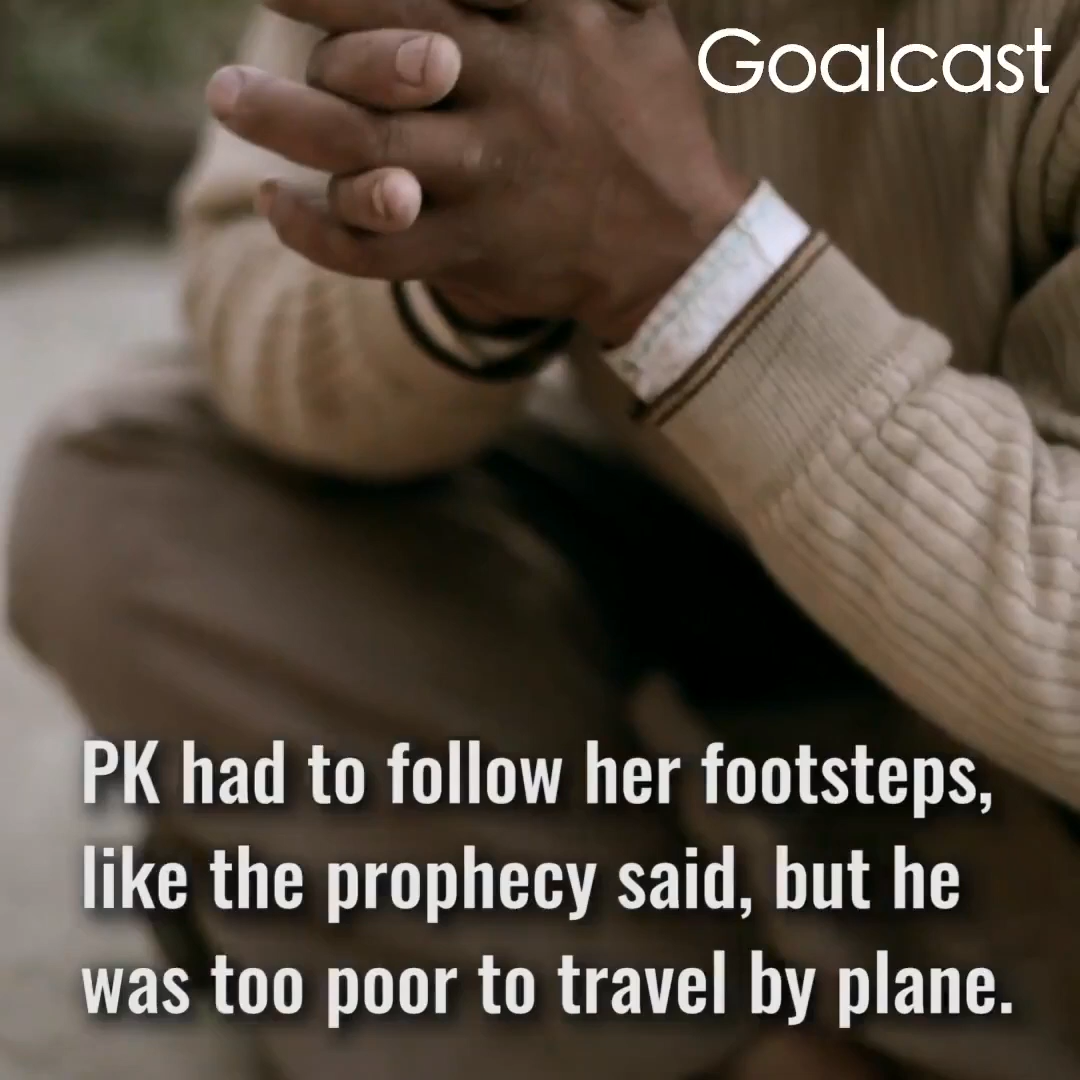 Goalcast
PK had to follow her footsteps,
like the prophecy said, but he
was too poor to travel by plane.